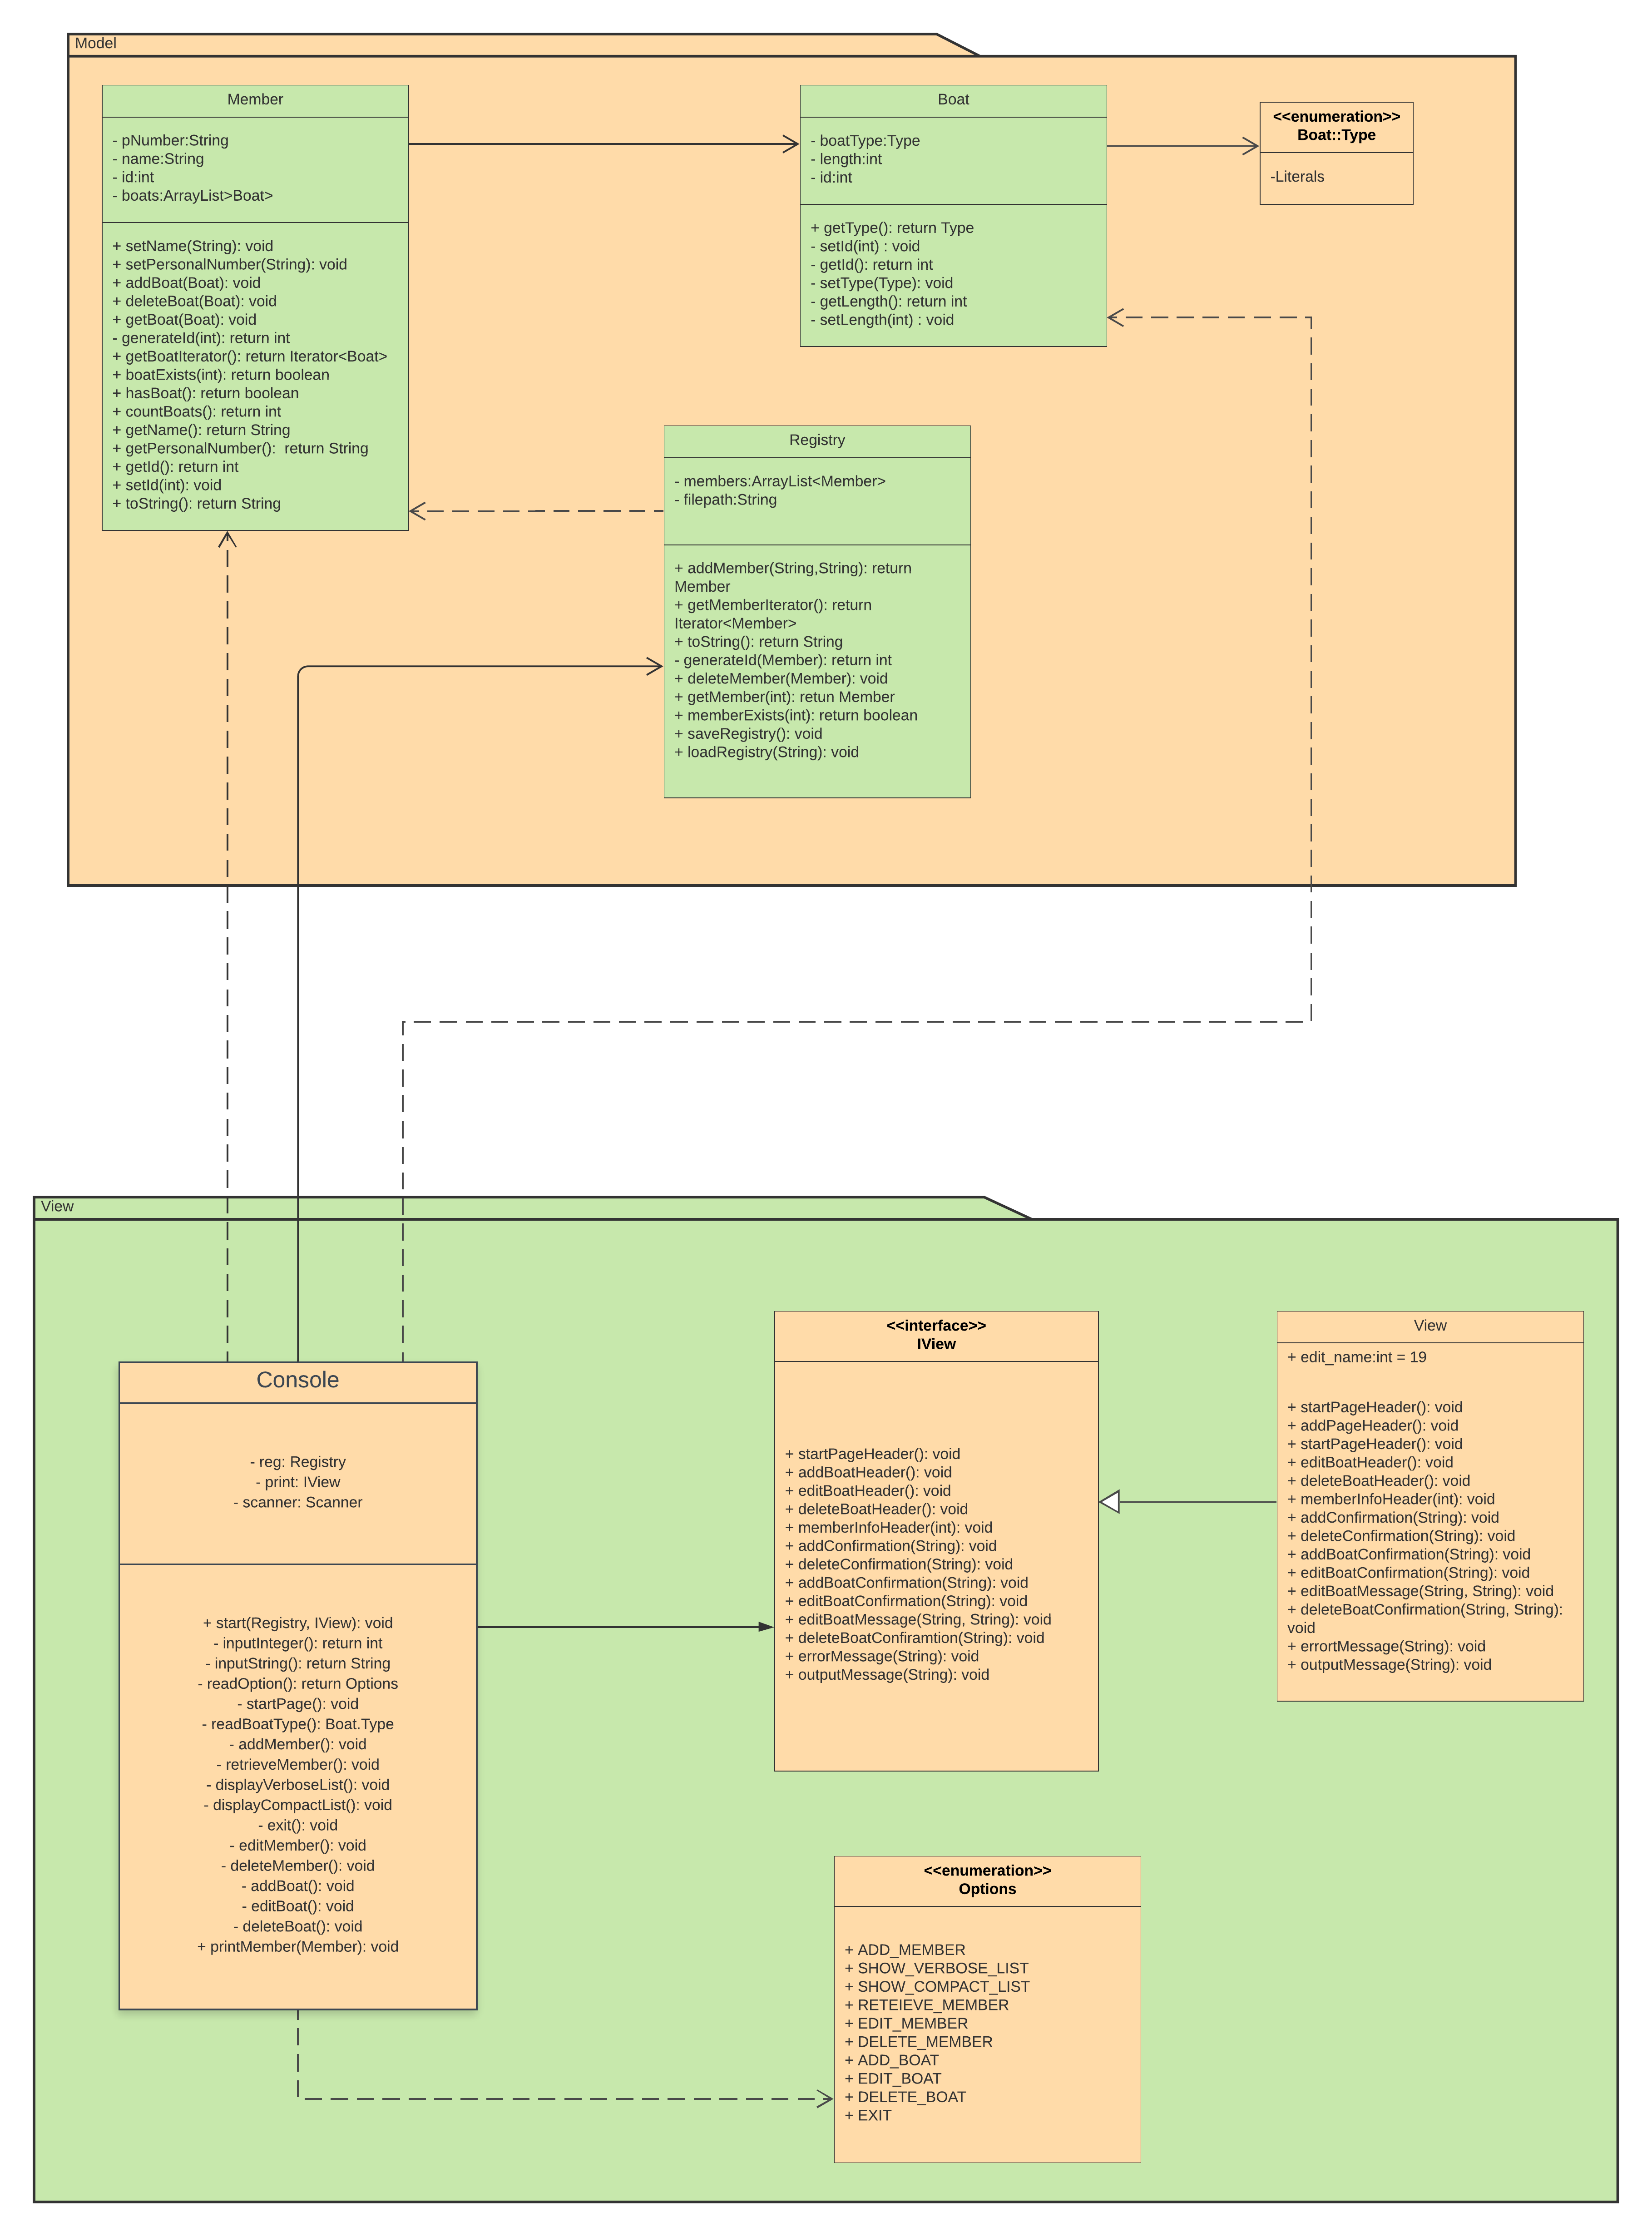 Model
Member
- pNumber:String
- name:String
- id:int
- boats:ArrayList>Boat>
+ setName(String): void
+ setPersonalNumber(String): void
+ addBoat(Boat): void
+ deleteBoat(Boat): void
+ getBoat(Boat): void
- generateId(int): return int
+ getBoatIterator(): return Iterator<Boat>
+ boatExists(int): return boolean
+ hasBoat(): return boolean
+ countBoats(): return int
+ getName(): return String
+ getPersonalNumber():  return String
+ getId(): return int
+ setId(int): void
+ toString(): return String
Boat
- boatType:Type
- length:int
- id:int
+ getType(): return Type
- setId(int) : void
- getId(): return int
- setType(Type): void
- getLength(): return int
- setLength(int) : void
<<enumeration>>
Boat::Type
-Literals
Registry
- members:ArrayList<Member>
- filepath:String
+ addMember(String,String): return
Member
+ getMemberIterator(): return
Iterator<Member>
+ toString(): return String
- generateId(Member): return int
+ deleteMember(Member): void
+ getMember(int): retun Member
+ memberExists(int): return boolean
+ saveRegistry(): void
+ loadRegistry(String): void
View
Console
- reg: Registry
- print: IView
- scanner: Scanner
+ start(Registry, IView): void
- inputInteger(): return int
- inputString(): return String
- readOption(): return Options
- startPage(): void
- readBoatType(): Boat.Type
- addMember(): void
- retrieveMember(): void
- displayVerboseList(): void
- displayCompactList(): void
- exit(): void
- editMember(): void
- deleteMember(): void
- addBoat(): void
- editBoat(): void
- deleteBoat(): void
+ printMember(Member): void
<<interface>>
IView
+ startPageHeader(): void
+ addBoatHeader(): void
+ editBoatHeader(): void
+ deleteBoatHeader(): void
+ memberInfoHeader(int): void
+ addConfirmation(String): void
+ deleteConfirmation(String): void
+ addBoatConfirmation(String): void
+ editBoatConfirmation(String): void
+ editBoatMessage(String, String): void
+ deleteBoatConfiramtion(String): void
+ errorMessage(String): void
+ outputMessage(String): void
View
+ edit_name:int = 19
+ startPageHeader(): void
+ addPageHeader(): void
+ startPageHeader(): void
+ editBoatHeader(): void
+ deleteBoatHeader(): void
+ memberInfoHeader(int): void
+ addConfirmation(String): void
+ deleteConfirmation(String): void
+ addBoatConfirmation(String): void
+ editBoatConfirmation(String): void
+ editBoatMessage(String, String): void
+ deleteBoatConfirmation(String, String):
void
+ errortMessage(String): void
+ outputMessage(String): void
<<enumeration>>
Options
+ ADD_MEMBER
+ SHOW_VERBOSE_LIST
+ SHOW_COMPACT_LIST
+ RETEIEVE_MEMBER
+ EDIT_MEMBER
+ DELETE_MEMBER
+ ADD_BOAT
+ EDIT_BOAT
+ DELETE_BOAT
+ EXIT